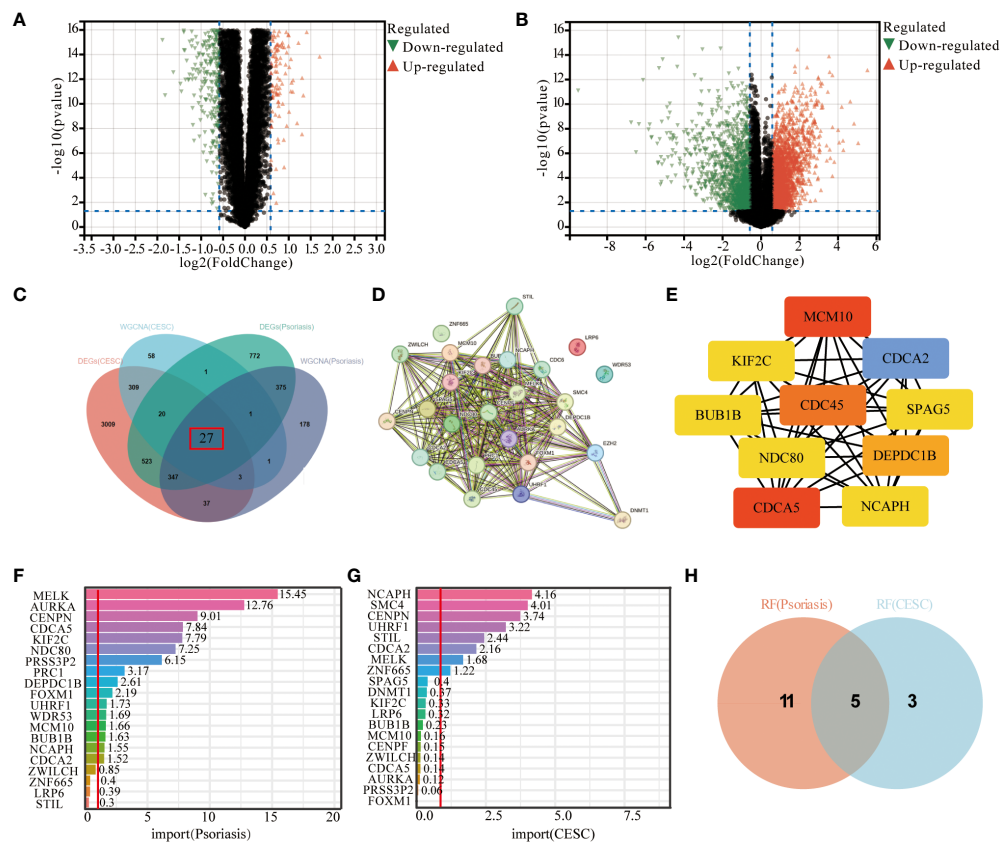 A
16
14
12
10
8
6
4
2
0
-log10(pvalue)
-3.5 -3.0 -2.5 -2.0 -1.5 -1.0 -0.5 0.0 0.5 1.0 1.5 2.0 2.5 3.0
log2(FoldChange)
Regulated
Down-regulated
Up-regulated
B
16
14
12
10
8
6
4
2
0
-log10(pvalue)
-8 -6 -4 -2 0 2 4 6
log2(FoldChange)
Regulated
Down-regulated
Up-regulated
C
WGCNA(CESC)
DEGs(Psoriasis)
DEGs(CESC)
WGCNA(Psoriasis)
58
772
1
309
375
20
1
3009
178
27
523
1
347
3
37
D
STIL
ZNF665
LRP6
ZWILCH
MCM10
NCAPH
CDC6
WDR53
MELK
SMC4
DEPDC1B
FOXM1
EZH2
CDC45
UHRF1
DNMT1
E
MCM10
KIF2C
CDCA2
CDC45
BUB1B
SPAG5
NDC80
DEPDC1B
CDCA5
NCAPH
F
MELK 15.45
AURKA 12.76
CENPN 9.01
CDCA5 7.84
KIF2C 7.79
NDC80 7.25
PRSS3P2 6.15
PRC1 3.17
DEPDC1B 2.61
FOXM1 2.19
UHRF1 1.73
WDR53 1.69
MCM10 1.66
BUB1B 1.63
NCAPH 1.55
CDCA2 1.52
ZWILCH 0.85
ZNF665 0.4
LRP6 0.39
STIL 0.3
0 5 10 15 20
import(Psoriasis)
G
NCAPH 4.16
SMC4 4.01
CENPN 3.74
UHRF1 3.22
STIL 2.44
CDCA2 2.16
MELK 1.68
ZNF665 1.22
SPAG5 0.4
DNMT1 0.37
KIF2C 0.33
LRP6 0.32
BUB1B 0.23
MCM10 0.16
CENPF 0.15
ZWILCH 0.14
CDCA5 0.14
AURKA 0.12
PRSS3P2 0.06
FOXM1
0.0 2.5 5.0 7.5
import(CESC)
H
RF(Psoriasis)
RF(CESC)
11
5
3